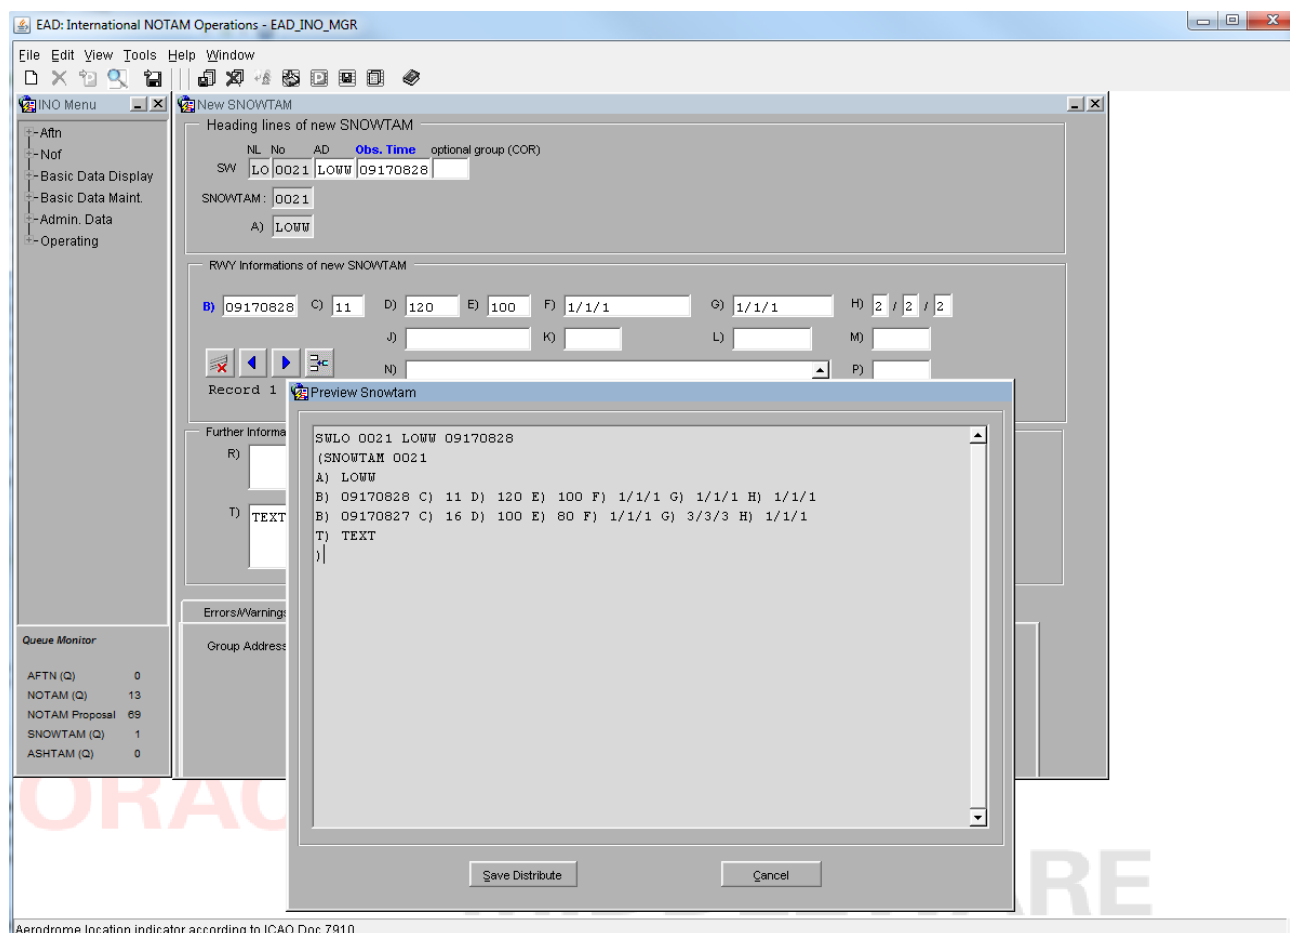 EAD: International NOTAM Operations - EAD_INO_MGR
File Edit View Tools Help Window
INO Menu
-Aftn
-Nof
-Basic Data Display
-Basic Data Maint.
-Admin. Data
-Operating
Queue Monitor
AFTN (Q) 0
NOTAM (Q) 13
NOTAM Proposal 69
SNOWTAM (Q) 1
ASHTAM (Q) 0
New SNOWTAM
Heading lines of new SNOWTAM
NL No AD Obs. Time optional group (COR)
SW LO 0021 LOWW 09170828
SNOWTAM: 0021
A) LOWW
RWY Informations of new SNOWTAM
B) 09170828 C) 11 D) 120 E) 100 F) 1/1/1 G) 1/1/1 H) 2 / 2 / 2
J) K) L) M)
N) P)
Record 1
Further Informa
R)
T) TEXT
Errors/Warnings
Group Address
Preview Snowtam
SWLO 0021 LOWW 09170828
(SNOWTAM 0021
A) LOWW
B) 09170828 C) 11 D) 120 E) 100 F) 1/1/1 G) 1/1/1 H) 1/1/1
B) 09170827 C) 16 D) 100 E) 80 F) 1/1/1 G) 3/3/3 H) 1/1/1
T) TEXT
)
Save Distribute Cancel
Aerodrome location indicator according to ICAO Doc 7910